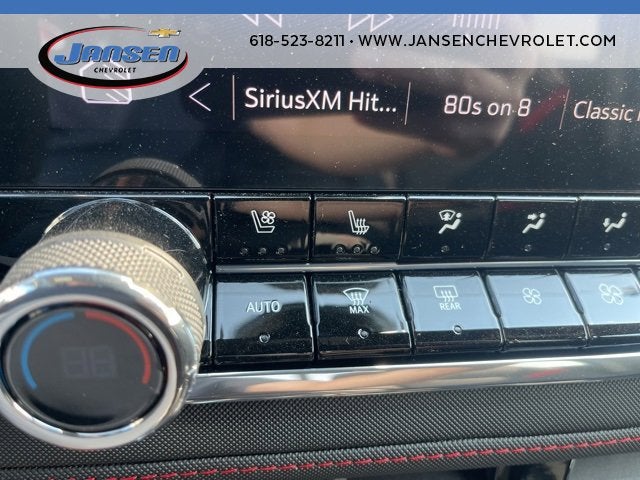 JANSEN
CHEVROLET
618-523-8211 • WWW.JANSENCHEVROLET.COM
< SiriusXM Hit... 80s on 8 Classic
AUTO MAX REAR